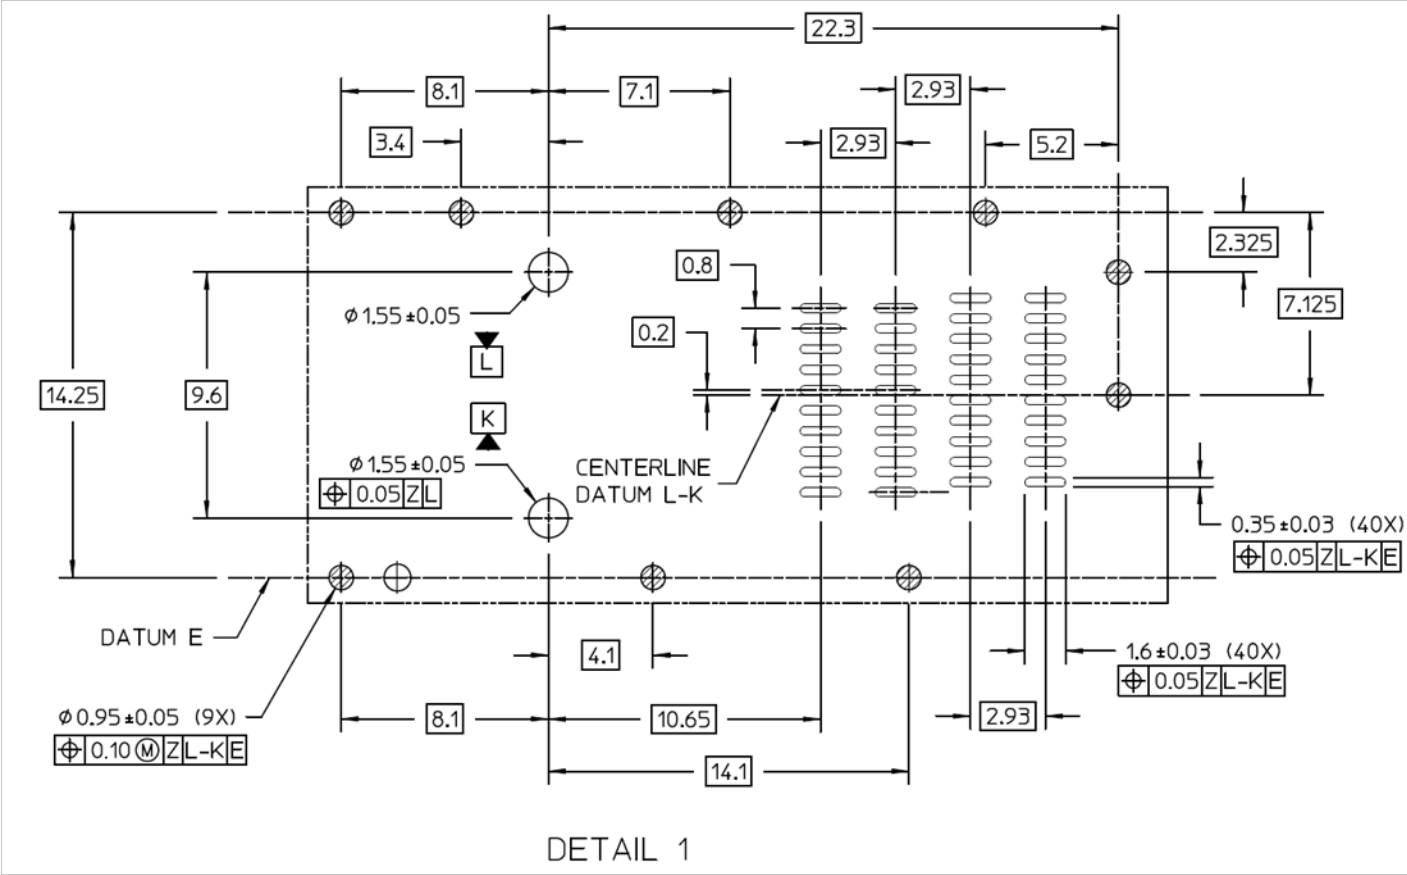 22.3
8.1
7.1
2.93
3.4
2.93
5.2
2.325
0.8
7.125
⌀1.55±0.05
0.2
L
14.25
9.6
K
⌀1.55±0.05
CENTERLINE
DATUM L-K
⌖ 0.05 Z L
0.35±0.03 (40X)
⌖ 0.05 Z L-K E
DATUM E
4.1
1.6±0.03 (40X)
⌖ 0.05 Z L-K E
⌀0.95±0.05 (9X)
⌖ 0.10 Ⓜ Z L-K E
8.1
10.65
2.93
14.1
DETAIL 1